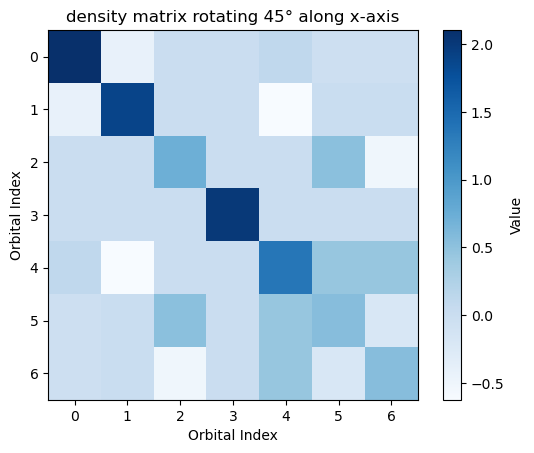 density matrix rotating 45° along x-axis
0
1
2
3
4
5
6
Orbital Index
0 1 2 3 4 5 6
Orbital Index
2.0
1.5
1.0
0.5
0.0
−0.5
Value